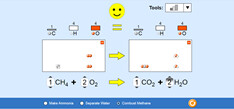 Tools:
C H O C H O
1 CH4 + 2 O2 → 1 CO2 + 2 H2O
Make Ammonia Separate Water Combust Methane